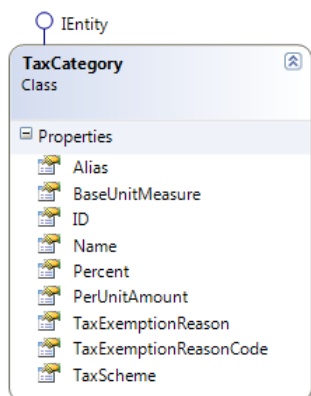 IEntity
TaxCategory
Class
Properties
Alias
BaseUnitMeasure
ID
Name
Percent
PerUnitAmount
TaxExemptionReason
TaxExemptionReasonCode
TaxScheme